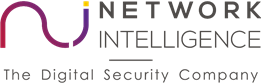 NETWORK
INTELLIGENCE
The Digital Security Company